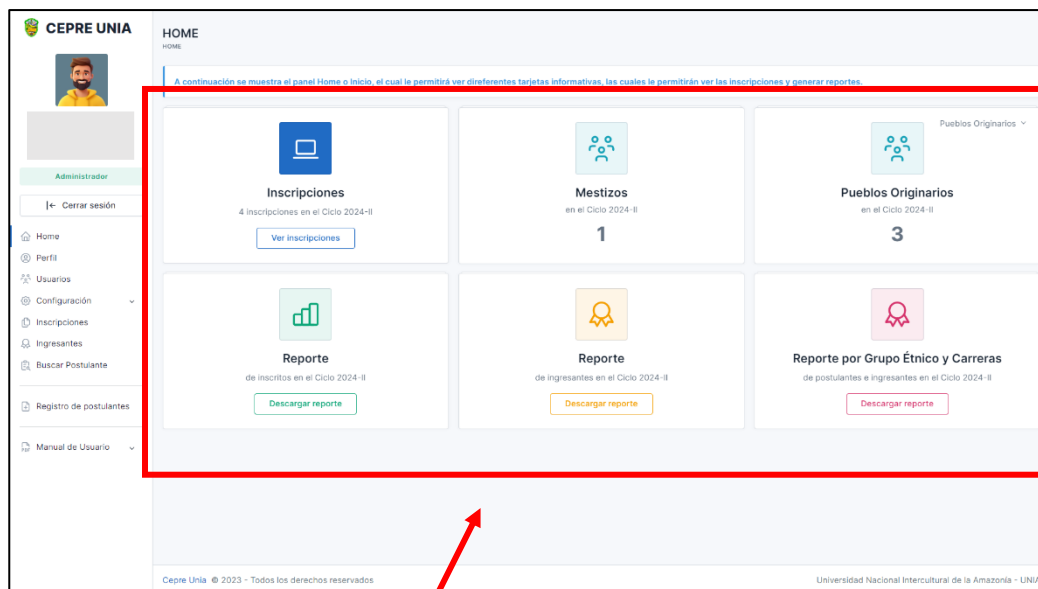 CEPRE UNIA
Administrador
Cerrar sesión
Home
Perfil
Usuarios
Configuración
Inscripciones
Ingresantes
Buscar Postulante
Registro de postulantes
Manual de Usuario
HOME
HOME
A continuación se muestra el panel Home o Inicio, el cual le permitirá ver direferentes tarjetas informativas, las cuales le permitirán ver las inscripciones y generar reportes.
Inscripciones
4 inscripciones en el Ciclo 2024-II
Ver inscripciones
Mestizos
en el Ciclo 2024-II
1
Pueblos Originarios
Pueblos Originarios
en el Ciclo 2024-II
3
Reporte
de inscritos en el Ciclo 2024-II
Descargar reporte
Reporte
de ingresantes en el Ciclo 2024-II
Descargar reporte
Reporte por Grupo Étnico y Carreras
de postulantes e ingresantes en el Ciclo 2024-II
Descargar reporte
Cepre Unia © 2023 - Todos los derechos reservados
Universidad Nacional Intercultural de la Amazonía - UNIA